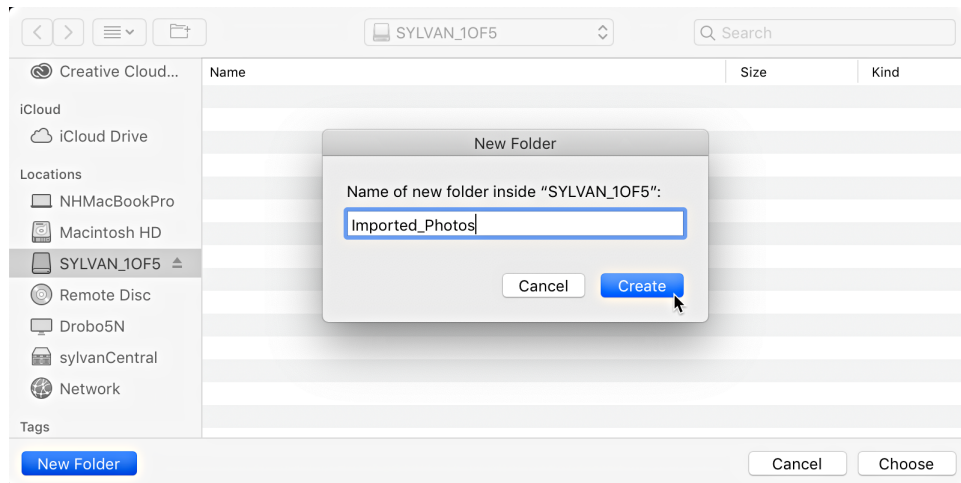 SYLVAN_1OF5
Search
Creative Cloud...
Name
Size
Kind
iCloud
iCloud Drive
Locations
NHMacBookPro
Macintosh HD
SYLVAN_1OF5
Remote Disc
Drobo5N
sylvanCentral
Network
Tags
New Folder
Name of new folder inside “SYLVAN_1OF5”:
Imported_Photos
Cancel
Create
New Folder
Cancel
Choose